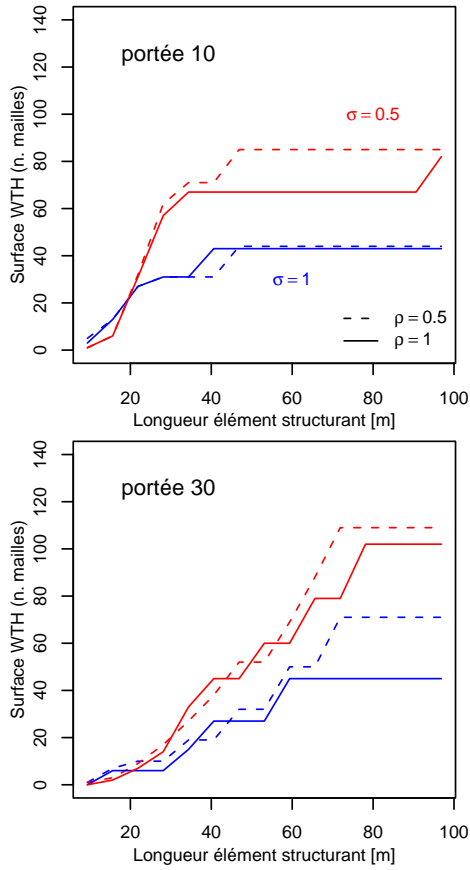 140
120
100
80
60
40
20
0
Surface WTH (n. mailles)
portée 10
σ = 0.5
σ = 1
ρ = 0.5
ρ = 1
20 40 60 80 100
Longueur élément structurant [m]
140
120
100
80
60
40
20
0
Surface WTH (n. mailles)
portée 30
20 40 60 80 100
Longueur élément structurant [m]